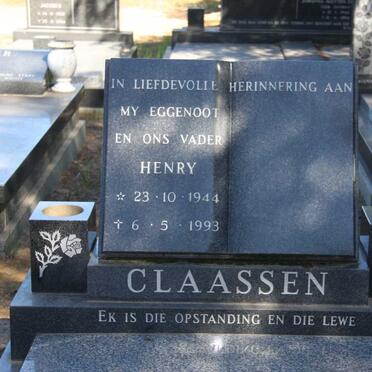 IN LIEFDEVOLLE HERINNERING AAN
MY EGGENOOT
EN ONS VADER
HENRY
☆ 23·10·1944
✝ 6·5·1993
CLAASSEN
EK IS DIE OPSTANDING EN DIE LEWE